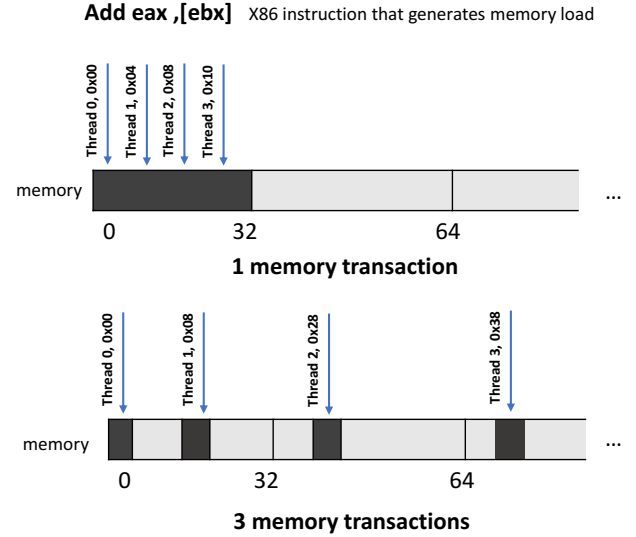 Add eax ,[ebx] X86 instruction that generates memory load
Thread 0, 0x00
Thread 1, 0x04
Thread 2, 0x08
Thread 3, 0x10
memory
...
0 32 64
1 memory transaction
Thread 0, 0x00
Thread 1, 0x08
Thread 2, 0x28
Thread 3, 0x38
memory
...
0 32 64
3 memory transactions